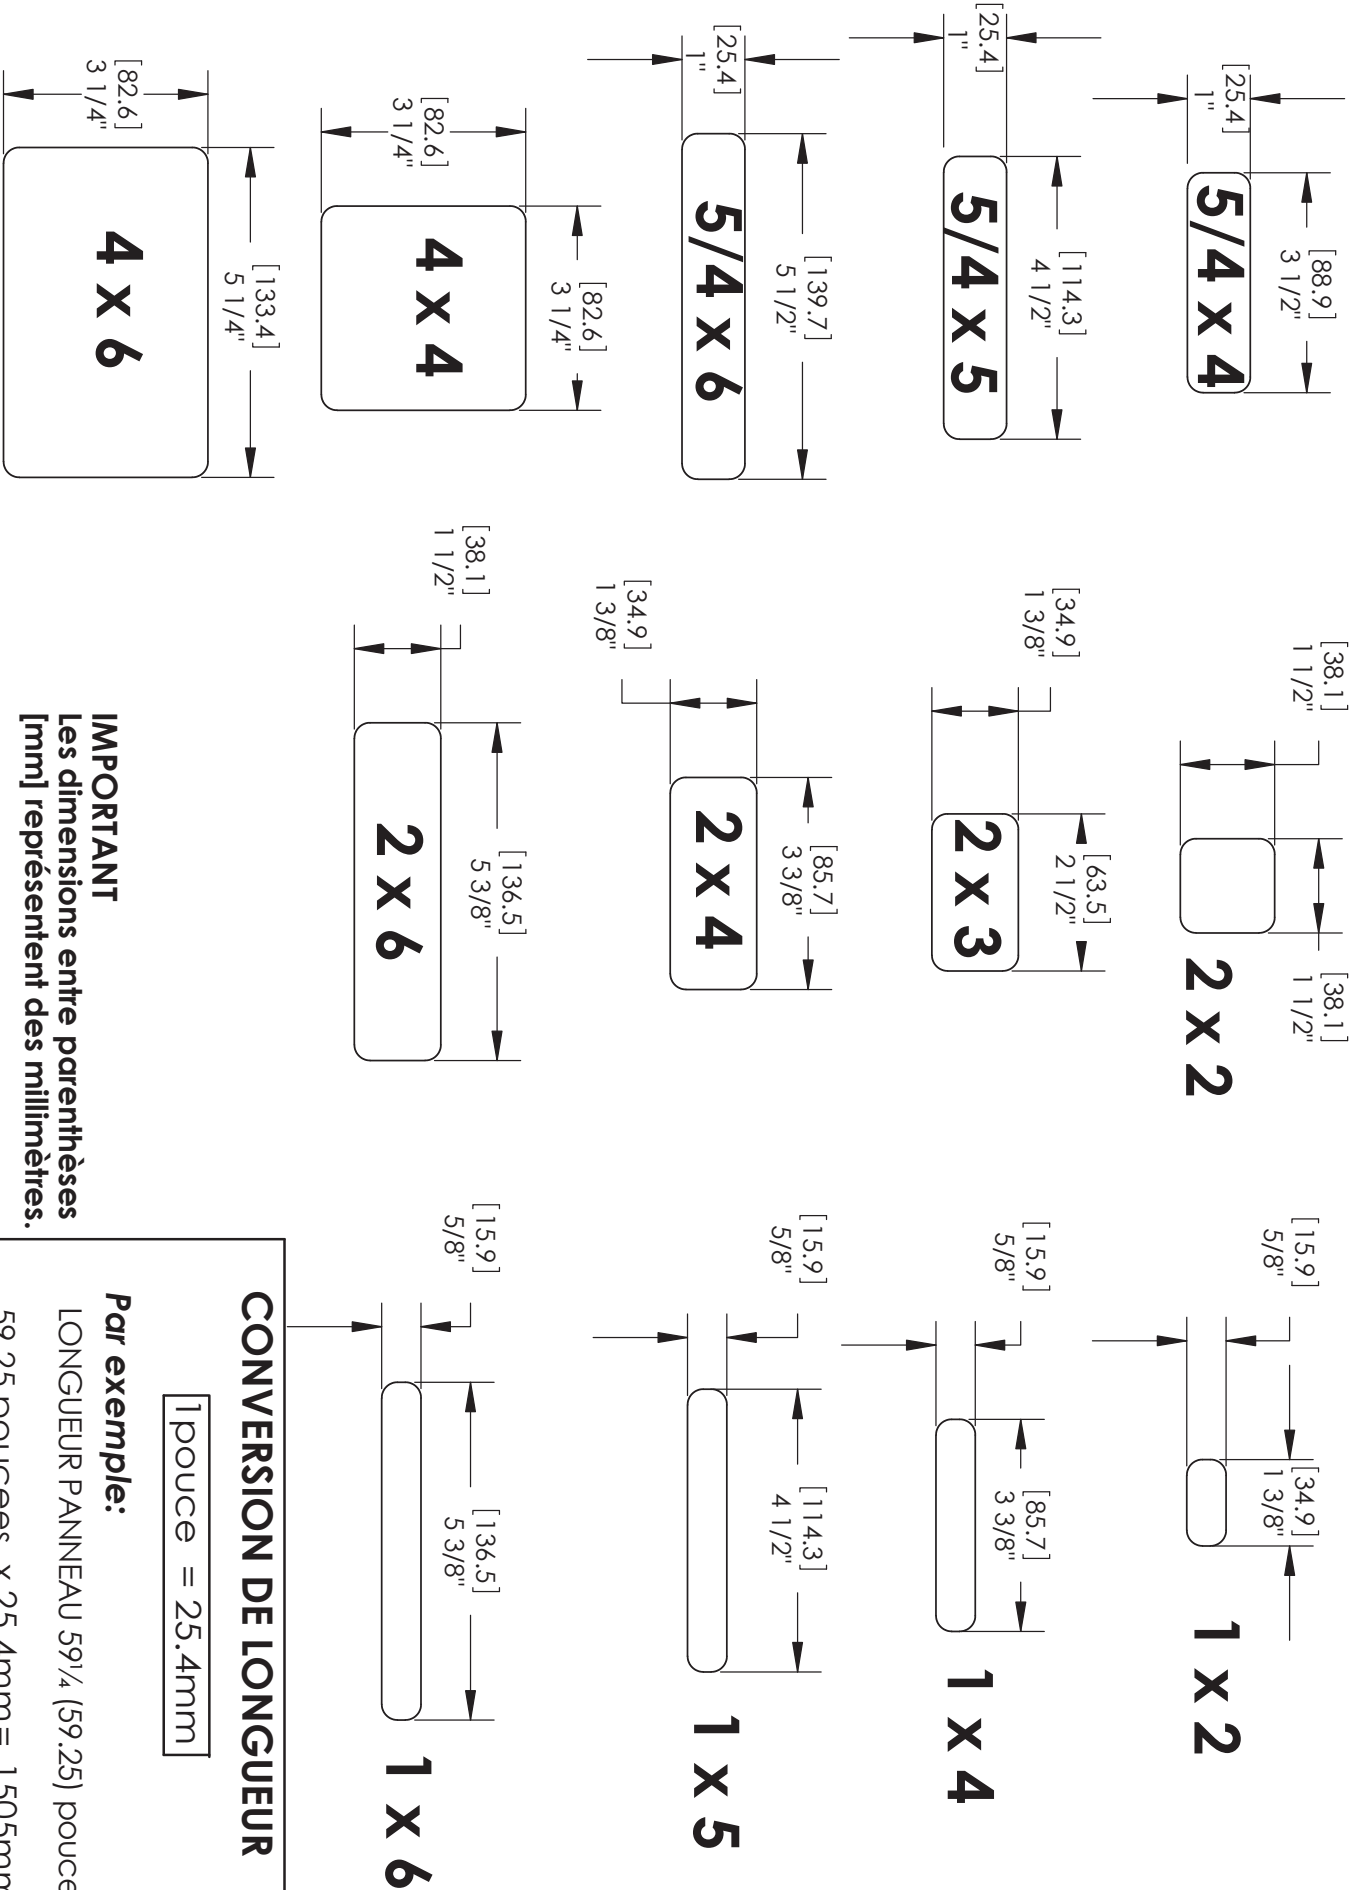 [25.4]
1"
[88.9]
3 1/2"
5/4 x 4
[38.1]
1 1/2"
[38.1]
1 1/2"
2 x 2
[15.9]
5/8"
[34.9]
1 3/8"
1 x 2
[25.4]
1"
[114.3]
4 1/2"
5/4 x 5
[34.9]
1 3/8"
[63.5]
2 1/2"
2 x 3
[15.9]
5/8"
[85.7]
3 3/8"
1 x 4
[25.4]
1"
[139.7]
5 1/2"
5/4 x 6
[34.9]
1 3/8"
[85.7]
3 3/8"
2 x 4
[15.9]
5/8"
[114.3]
4 1/2"
1 x 5
[82.6]
3 1/4"
[82.6]
3 1/4"
4 x 4
[38.1]
1 1/2"
[136.5]
5 3/8"
2 x 6
[15.9]
5/8"
[136.5]
5 3/8"
1 x 6
[82.6]
3 1/4"
[133.4]
5 1/4"
4 x 6
IMPORTANT
Les dimensions entre parenthèses
[mm] représentent des millimètres.
CONVERSION DE LONGUEUR
1pouce = 25.4mm
Par exemple:
LONGUEUR PANNEAU 59¼ (59.25) pouce
59.25 poucees x 25.4mm= 1505mm